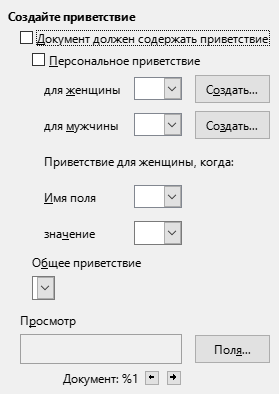 Создайте приветствие
Документ должен содержать приветствие
Персональное приветствие
для женщины Создать...
для мужчины Создать...
Приветствие для женщины, когда:
Имя поля
значение
Общее приветствие
Просмотр
Поля...
Документ: %1